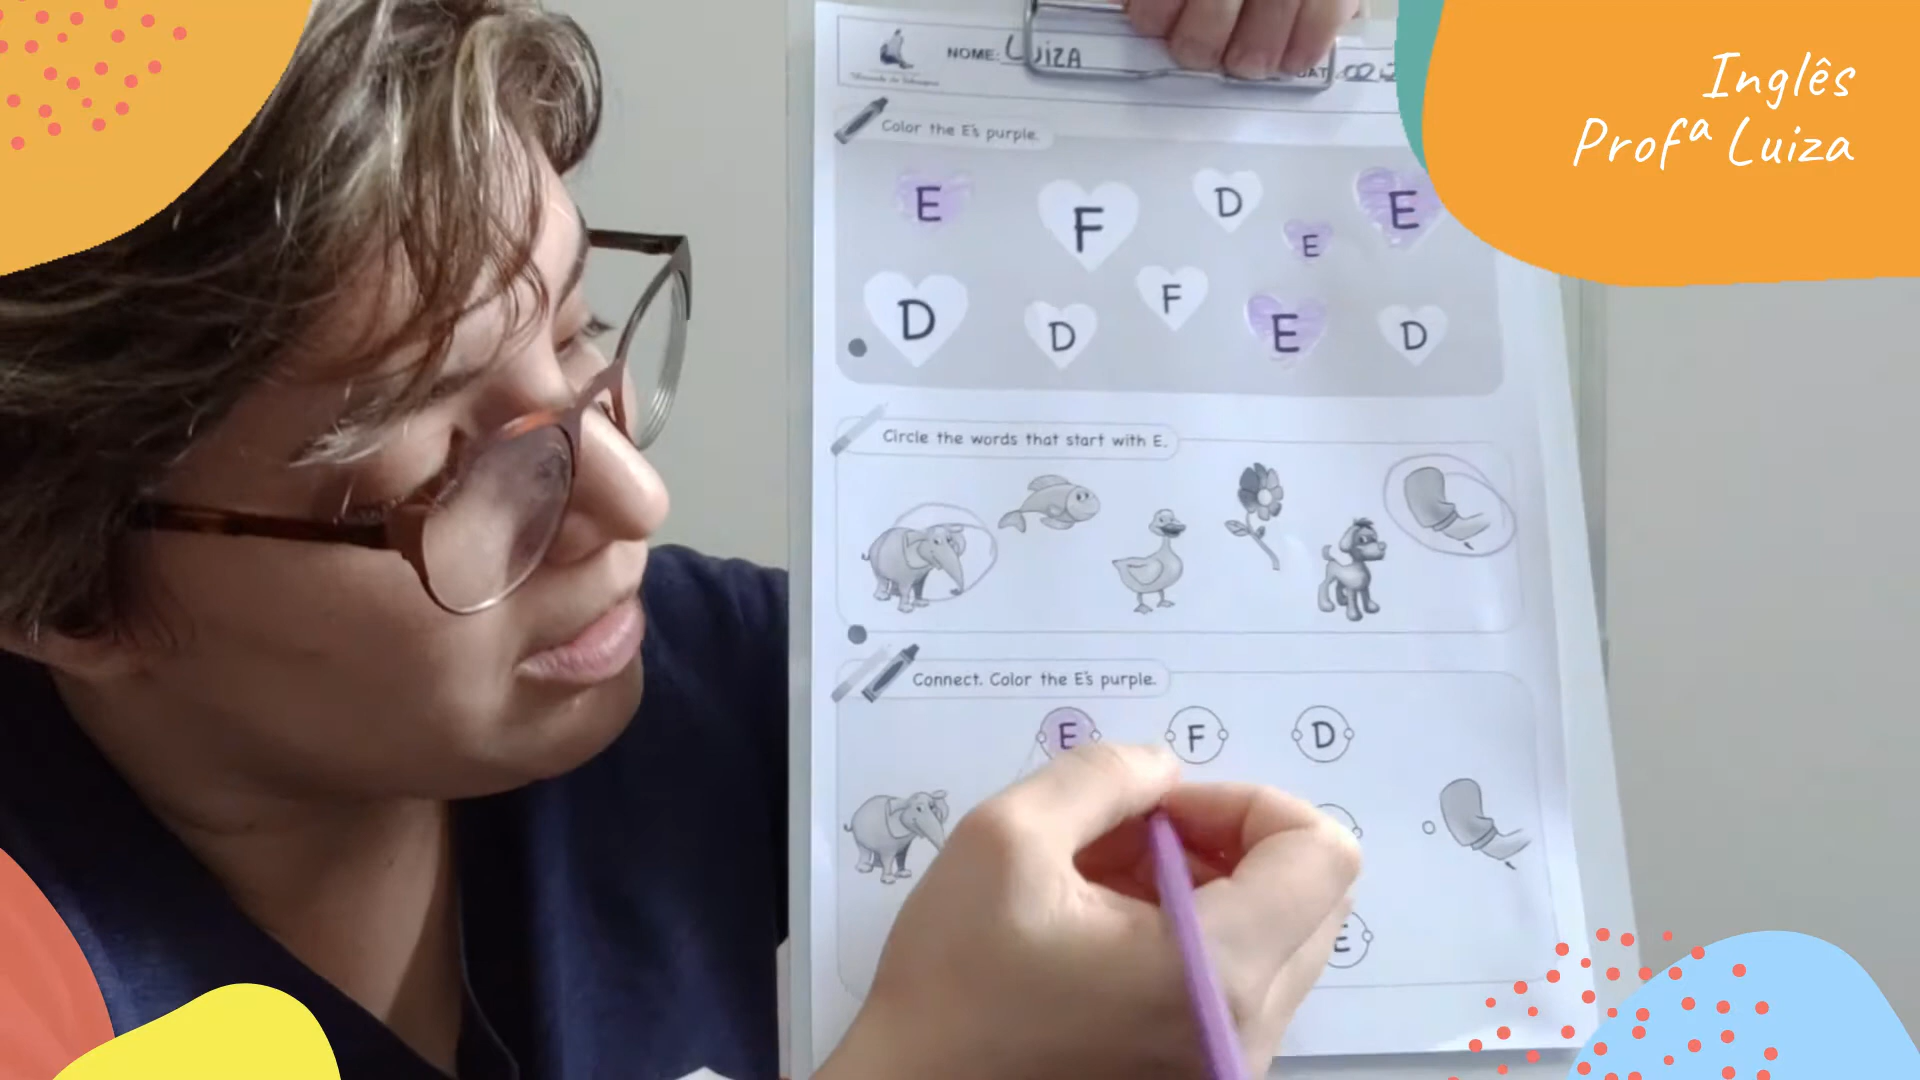 Inglês
Profª Luiza
NOME: LUIZA
Color the E's purple.
E F D E E
D D F E D
Circle the words that start with E.
Connect. Color the E's purple.
E F D
E